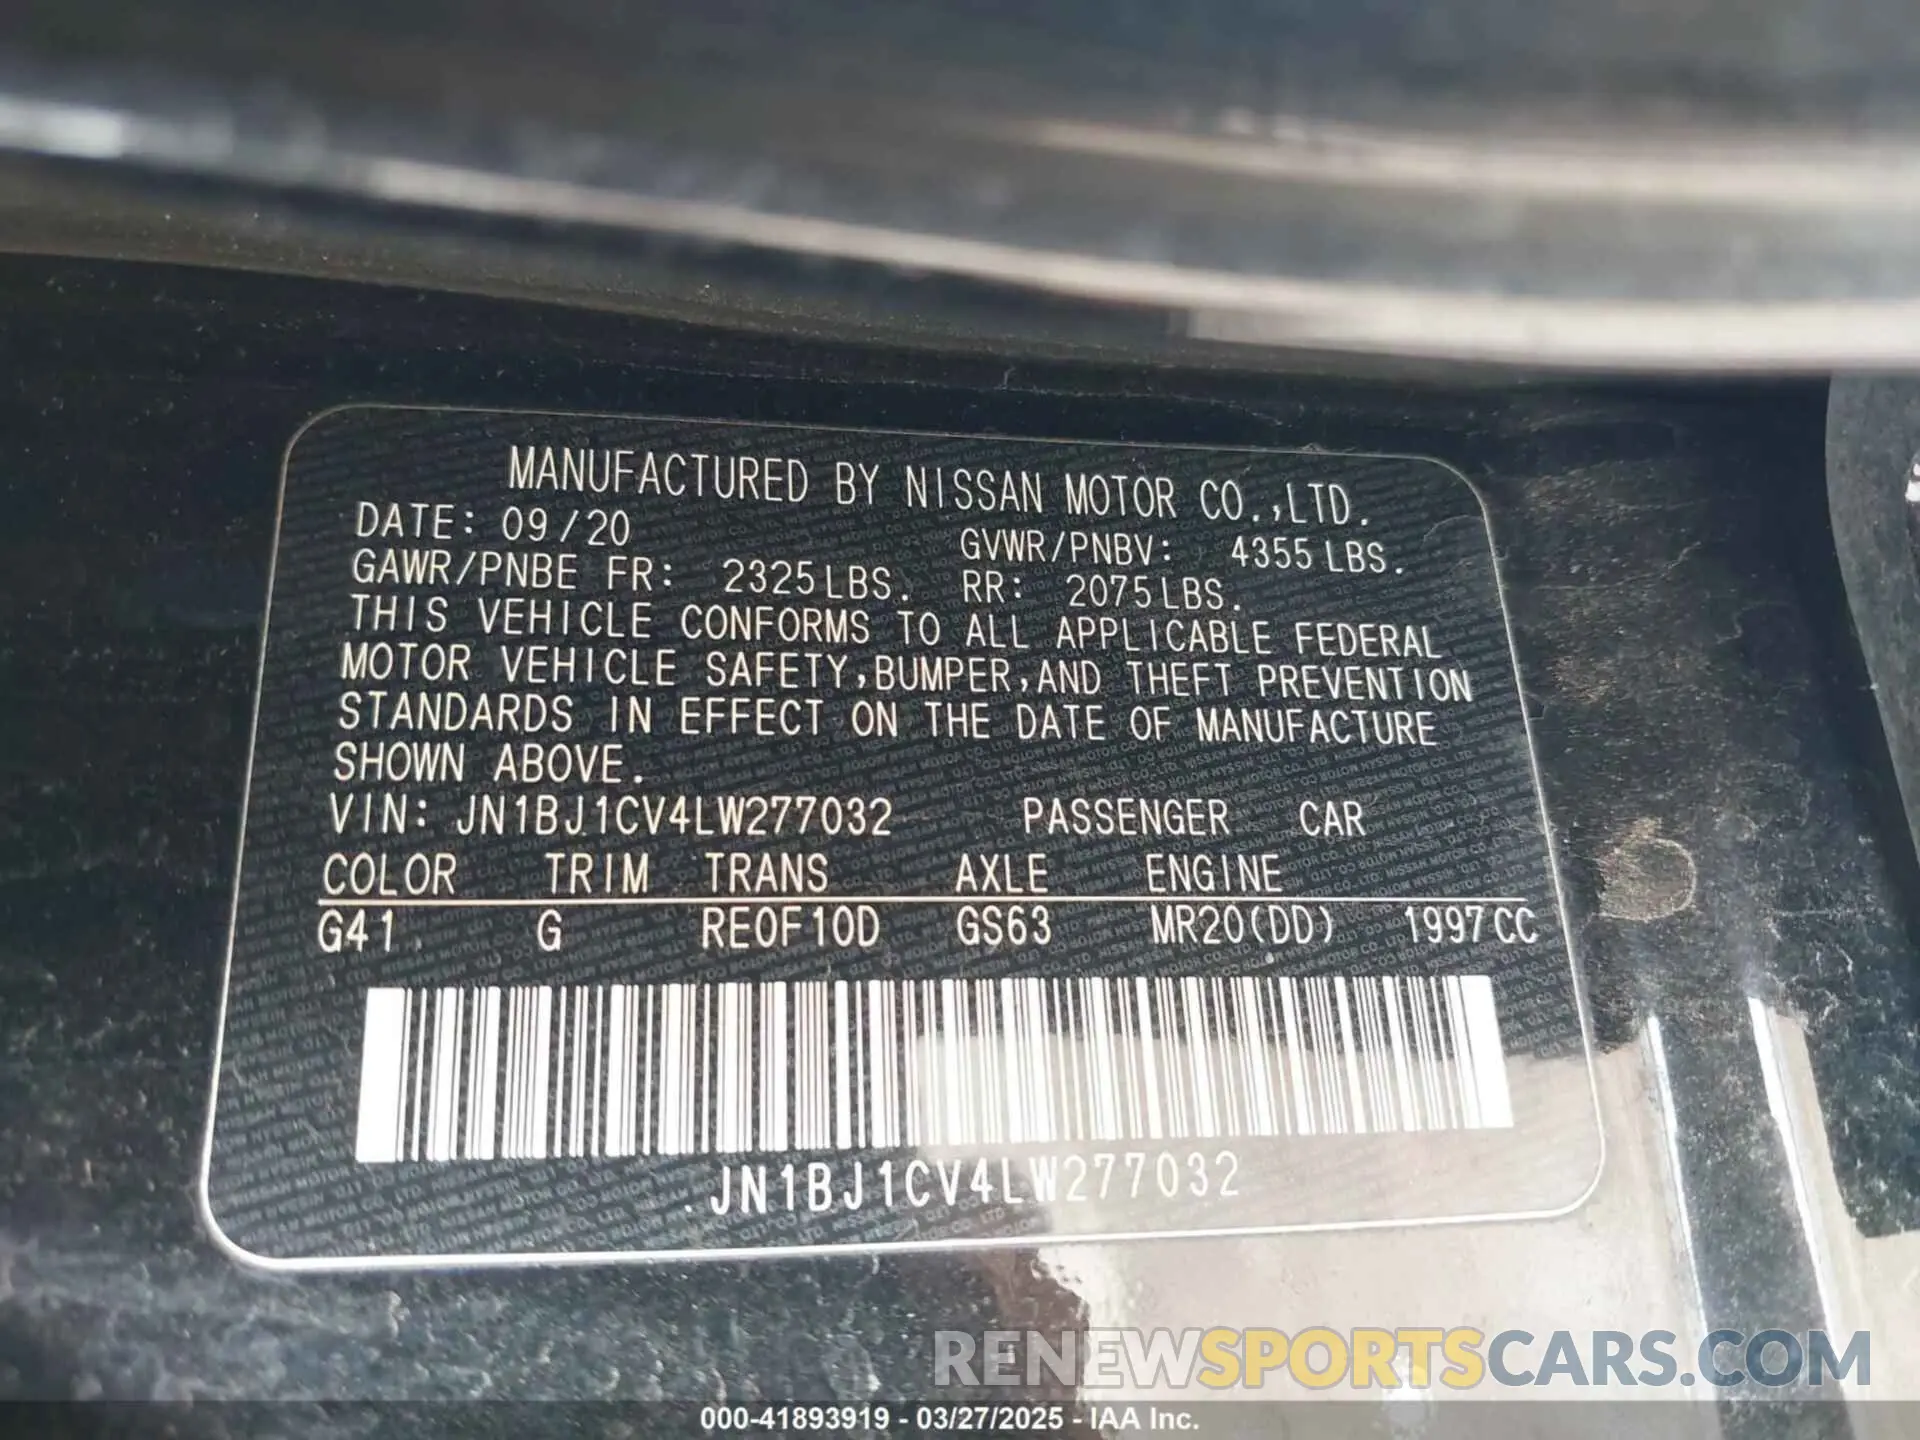 MANUFACTURED BY NISSAN MOTOR CO.,LTD.
DATE: 09/20 GVWR/PNBV: 4355 LBS.
GAWR/PNBE FR: 2325 LBS. RR: 2075 LBS.
THIS VEHICLE CONFORMS TO ALL APPLICABLE FEDERAL
MOTOR VEHICLE SAFETY,BUMPER,AND THEFT PREVENTION
STANDARDS IN EFFECT ON THE DATE OF MANUFACTURE
SHOWN ABOVE.
VIN: JN1BJ1CV4LW277032 PASSENGER CAR
COLOR TRIM TRANS AXLE ENGINE
G41 G RE0F10D GS63 MR20(DD) 1997CC
JN1BJ1CV4LW277032
RENEWSPORTSCARS.COM
000-41893919 - 03/27/2025 - IAA Inc.